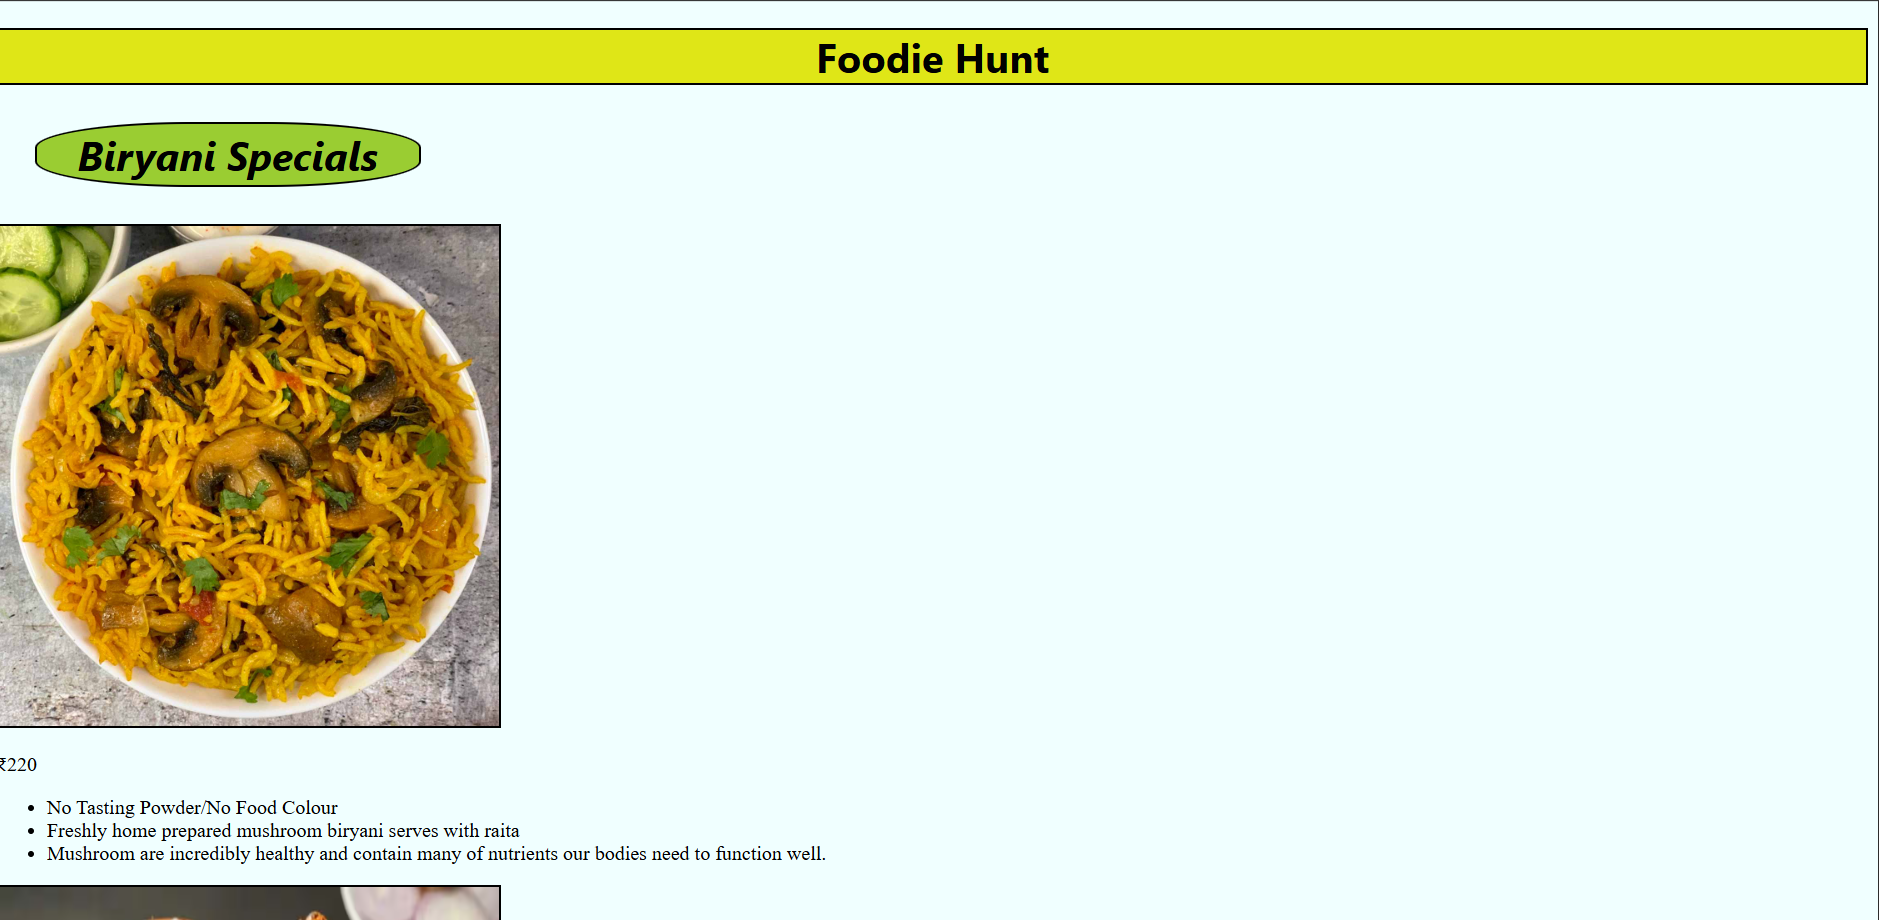 Foodie Hunt
Biryani Specials
₹220
No Tasting Powder/No Food Colour
Freshly home prepared mushroom biryani serves with raita
Mushroom are incredibly healthy and contain many of nutrients our bodies need to function well.